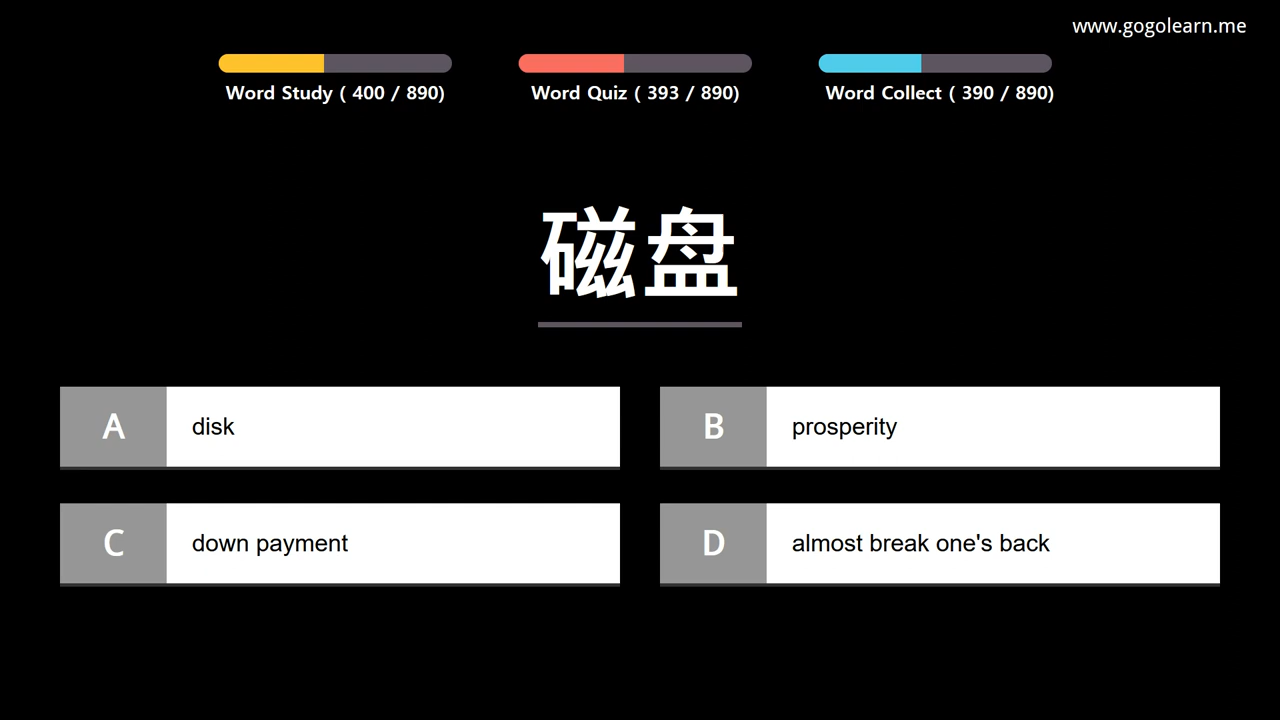 www.gogolearn.me
Word Study ( 400 / 890)
Word Quiz ( 393 / 890)
Word Collect ( 390 / 890)
磁盘
A disk
B prosperity
C down payment
D almost break one's back